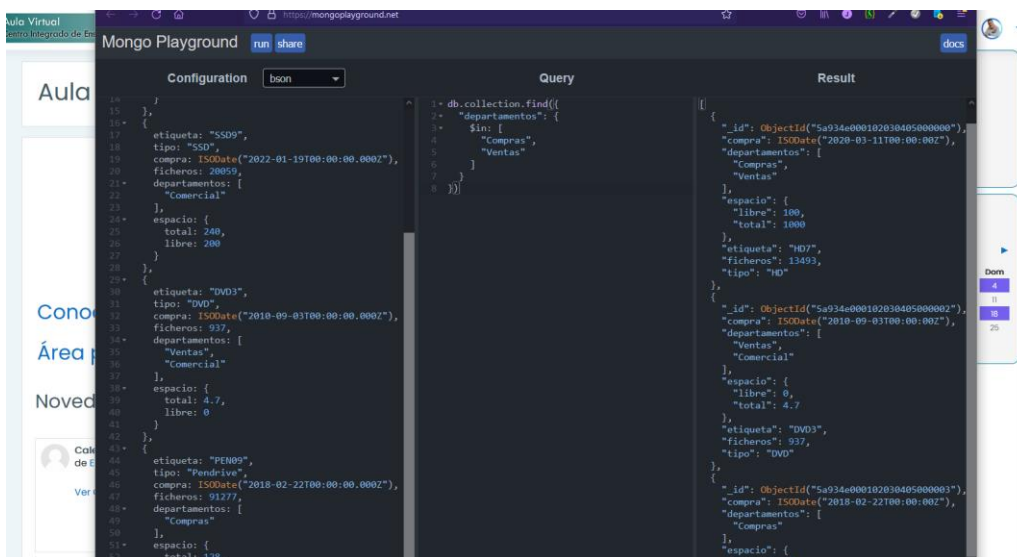 Aula Virtual
Centro Integrado de En
https://mongoplayground.net
Mongo Playground run share docs
Configuration bson Query Result
Aula
14 }
15 },
16 {
17 etiqueta: "SSD9",
18 tipo: "SSD",
19 compra: ISODate("2022-01-19T00:00:00.000Z"),
20 ficheros: 20059,
21 departamentos: [
22 "Comercial"
23 ],
24 espacio: {
25 total: 240,
26 libre: 200
27 }
28 },
29 {
30 etiqueta: "DVD3",
31 tipo: "DVD",
32 compra: ISODate("2010-09-03T00:00:00.000Z"),
33 ficheros: 937,
34 departamentos: [
35 "Ventas",
36 "Comercial"
37 ],
38 espacio: {
39 total: 4.7,
40 libre: 0
41 }
42 },
43 {
44 etiqueta: "PEN09",
45 tipo: "Pendrive",
46 compra: ISODate("2018-02-22T00:00:00.000Z"),
47 ficheros: 91277,
48 departamentos: [
49 "Compras"
50 ],
51 espacio: {
52 total: 128,
1 db.collection.find({
2 "departamentos": {
3 $in: [
4 "Compras",
5 "Ventas"
6 ]
7 }
8 })
[
{
"_id": ObjectId("5a934e000102030405000000"),
"compra": ISODate("2020-03-11T00:00:00Z"),
"departamentos": [
"Compras",
"Ventas"
],
"espacio": {
"libre": 100,
"total": 1000
},
"etiqueta": "HD7",
"ficheros": 13493,
"tipo": "HD"
},
{
"_id": ObjectId("5a934e000102030405000002"),
"compra": ISODate("2010-09-03T00:00:00Z"),
"departamentos": [
"Ventas",
"Comercial"
],
"espacio": {
"libre": 0,
"total": 4.7
},
"etiqueta": "DVD3",
"ficheros": 937,
"tipo": "DVD"
},
{
"_id": ObjectId("5a934e000102030405000003"),
"compra": ISODate("2018-02-22T00:00:00Z"),
"departamentos": [
"Compras"
],
"espacio": {
Cono
Área p
Noved
Cale
de E
Ver
Dom
4
11
18
25